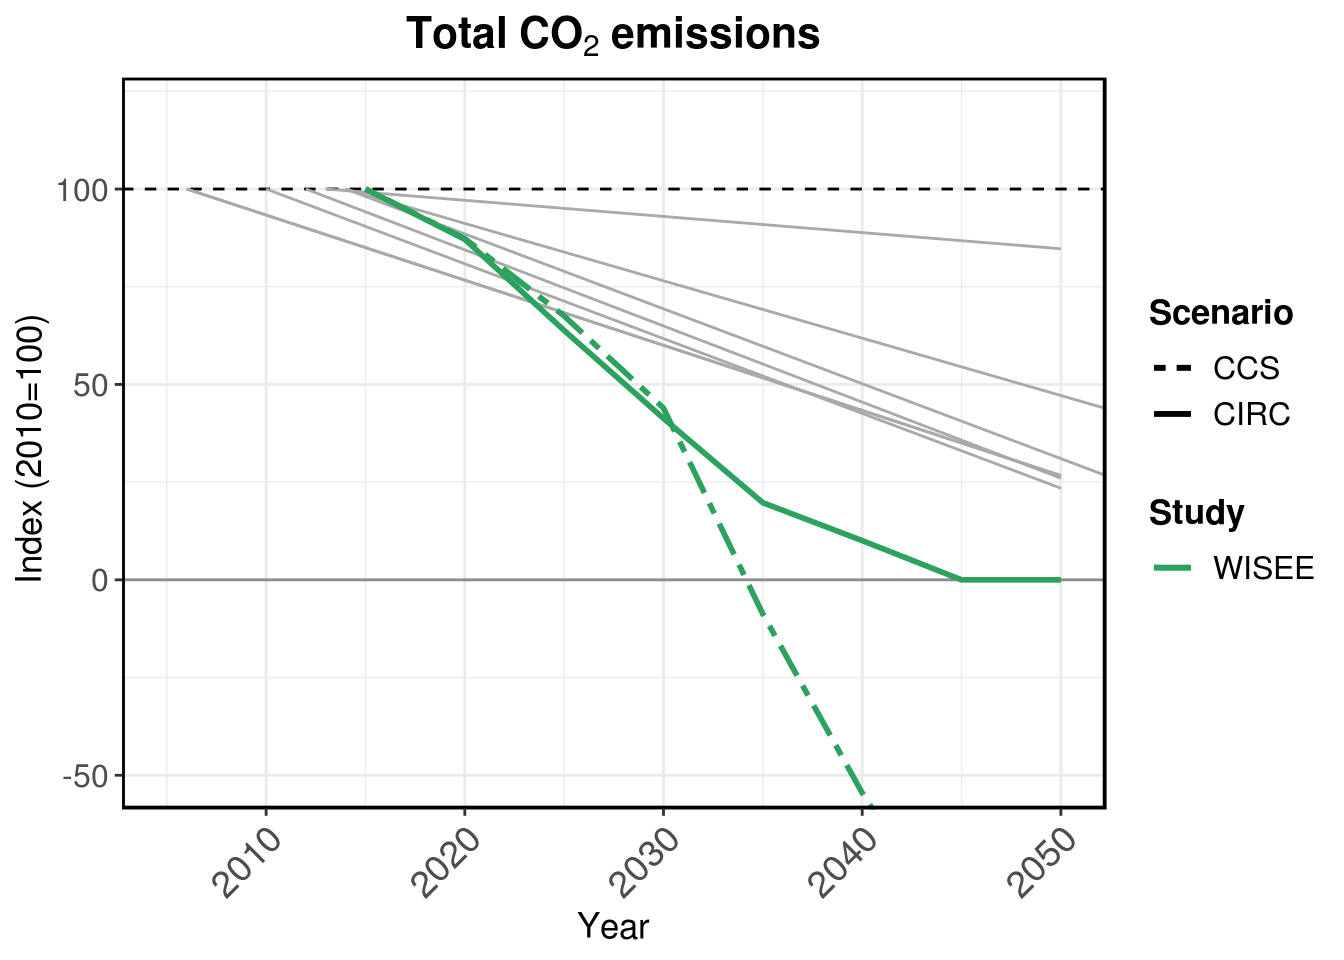 Total CO₂ emissions
100
50
0
-50
Index (2010=100)
2010
2020
2030
2040
2050
Year
Scenario
CCS
CIRC
Study
WISEE